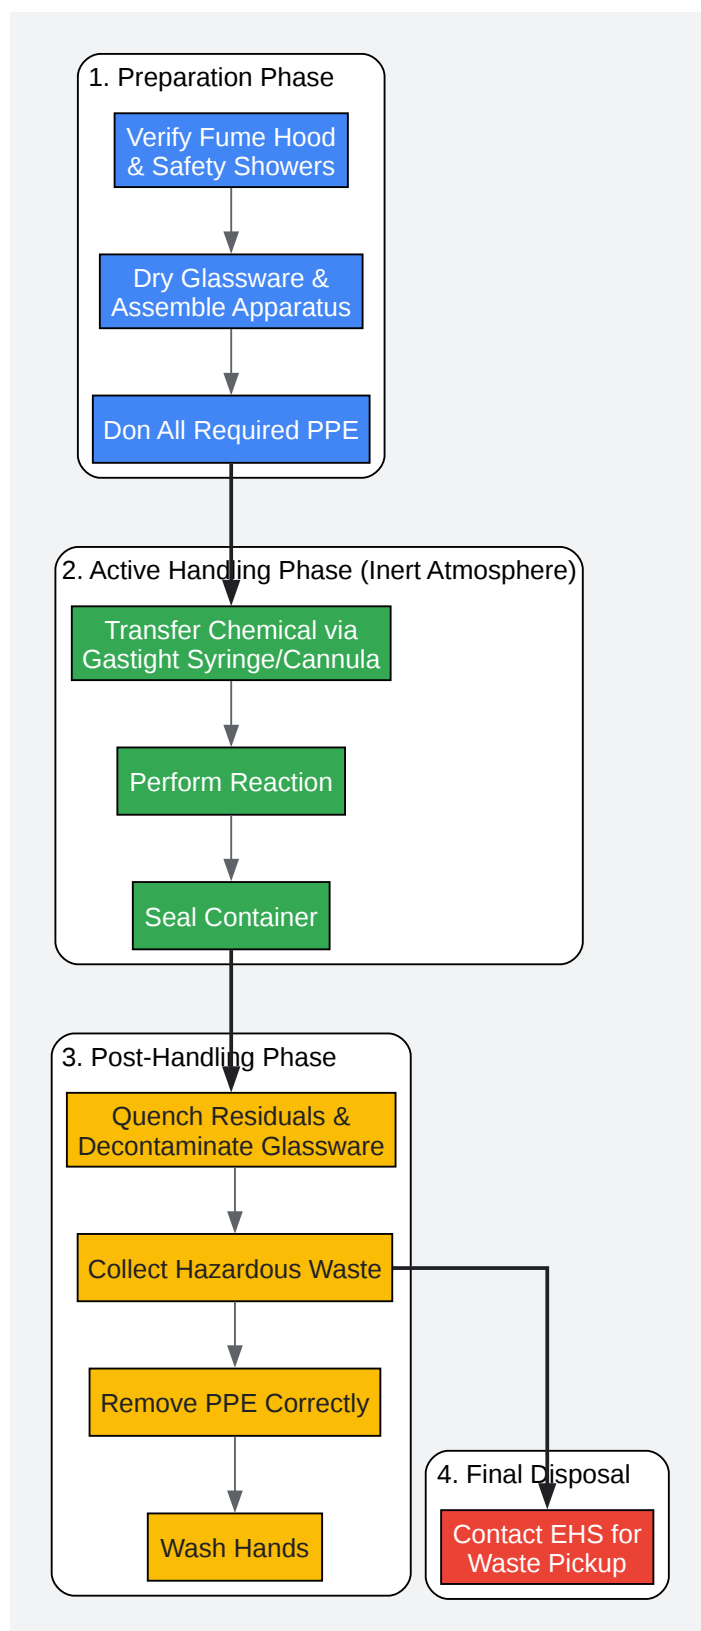 1. Preparation Phase
Verify Fume Hood
& Safety Showers
Dry Glassware &
Assemble Apparatus
Don All Required PPE
2. Active Handling Phase (Inert Atmosphere)
Transfer Chemical via
Gastight Syringe/Cannula
Perform Reaction
Seal Container
3. Post-Handling Phase
Quench Residuals &
Decontaminate Glassware
Collect Hazardous Waste
Remove PPE Correctly
Wash Hands
4. Final Disposal
Contact EHS for
Waste Pickup